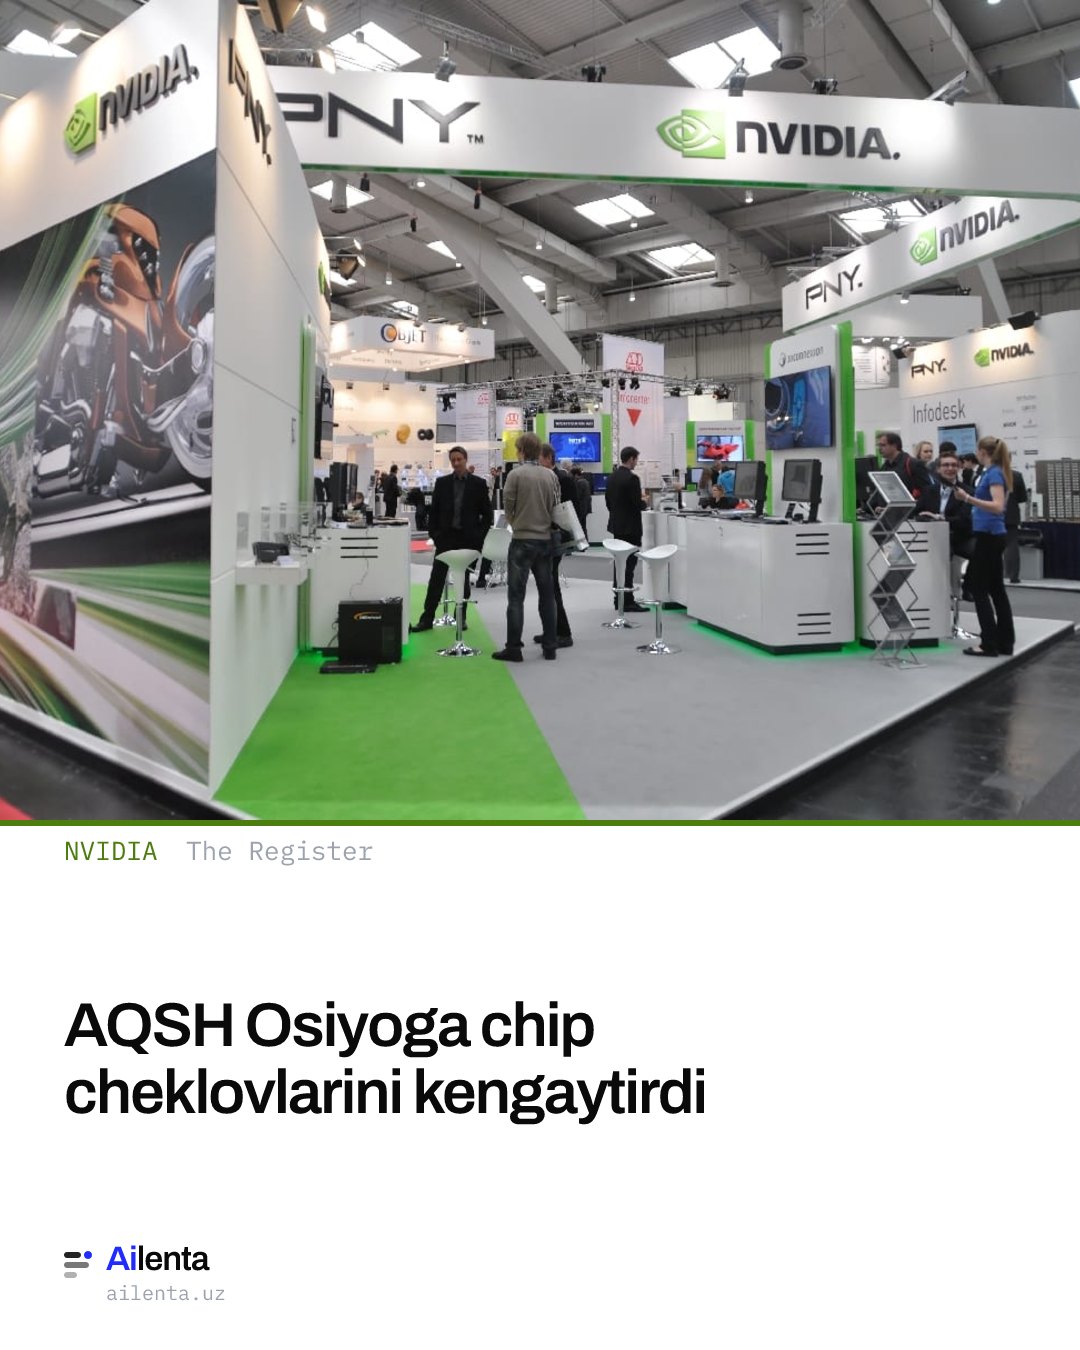 NVIDIA.
PNY.
PNY™
NVIDIA.
NVIDIA.
PNY.
PNY.
NVIDIA.
Infodesk
NVIDIA The Register
AQSH Osiyoga chip
cheklovlarini kengaytirdi
Ailenta
ailenta.uz